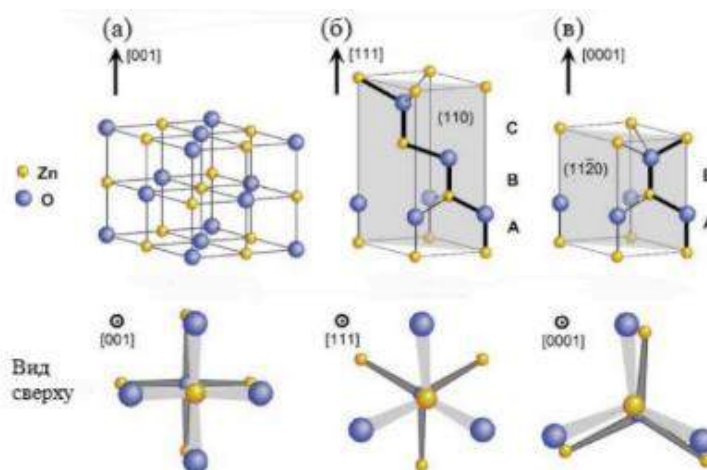 (а)
(б)
(в)
[001]
[111]
[0001]
Zn
O
(110)
(112̄0)
C
B
A
B
A
[001]
[111]
[0001]
Вид
сверху